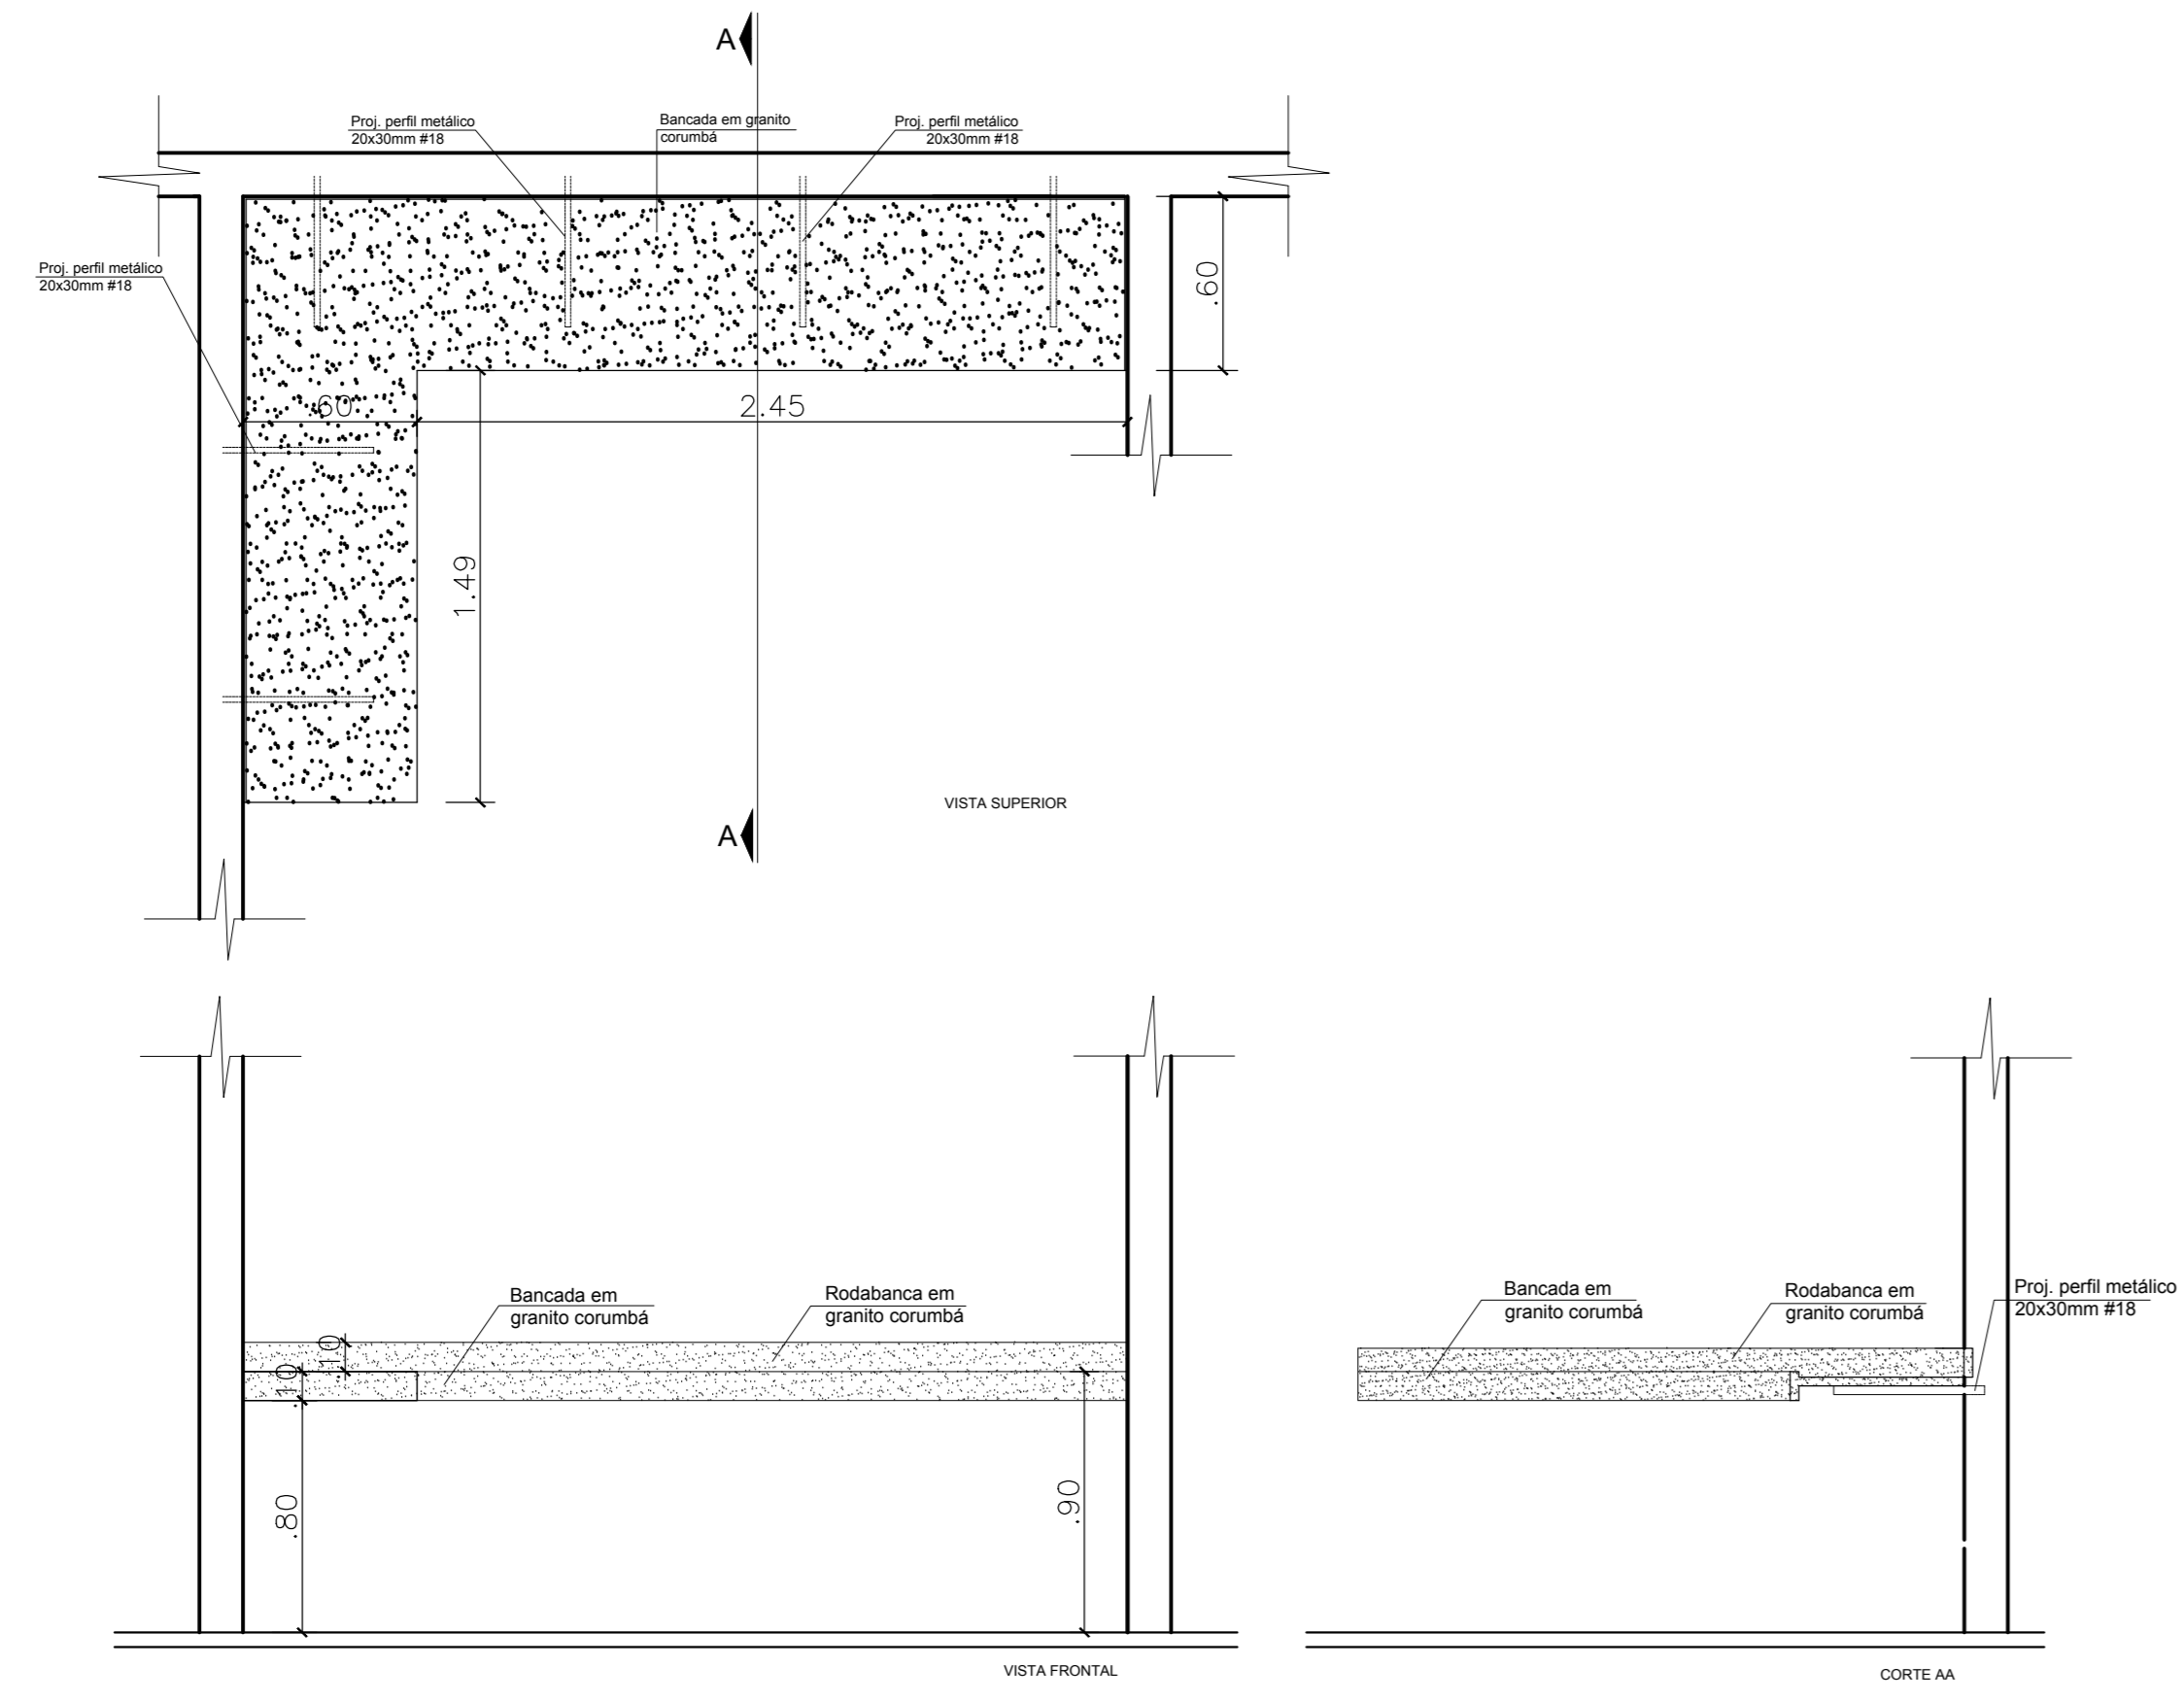 A
Proj. perfil metálico
20x30mm #18
Bancada em granito
corumbá
Proj. perfil metálico
20x30mm #18
Proj. perfil metálico
20x30mm #18
.60
.60
2.45
1.49
VISTA SUPERIOR
A
Bancada em
granito corumbá
Rodabanca em
granito corumbá
.10
.10
.80
.90
VISTA FRONTAL
Bancada em
granito corumbá
Rodabanca em
granito corumbá
Proj. perfil metálico
20x30mm #18
CORTE AA